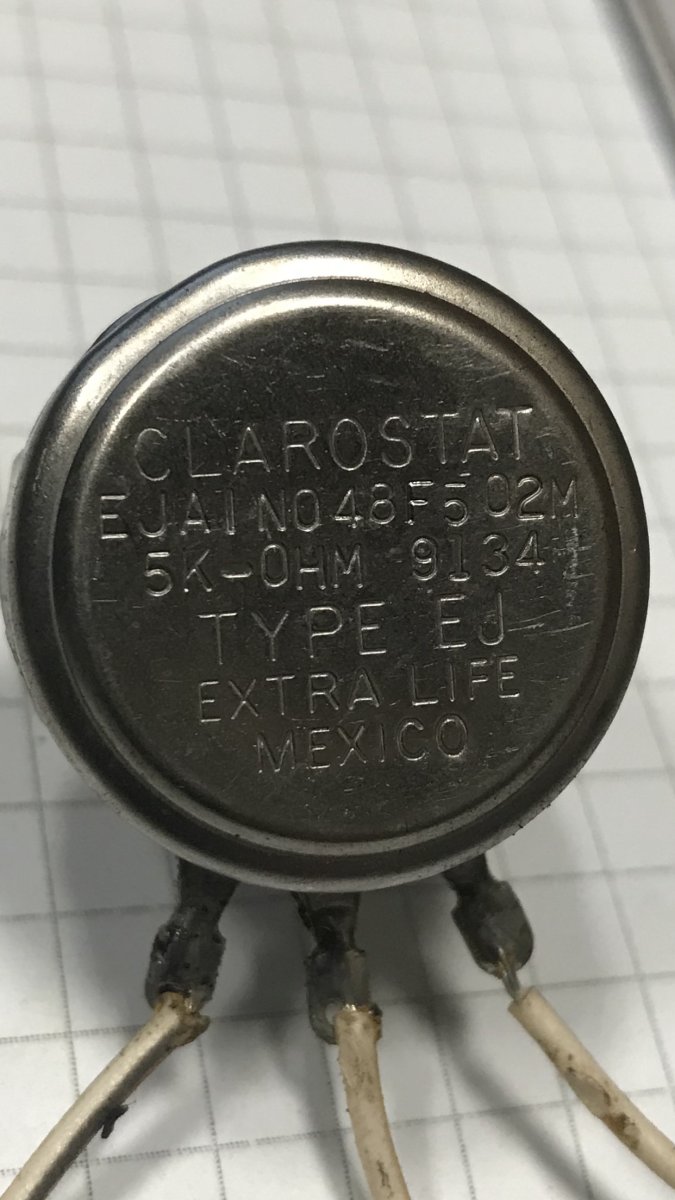 CLAROSTAT
EJA1N048F502M
5K-OHM 9134
TYPE EJ
EXTRA LIFE
MEXICO